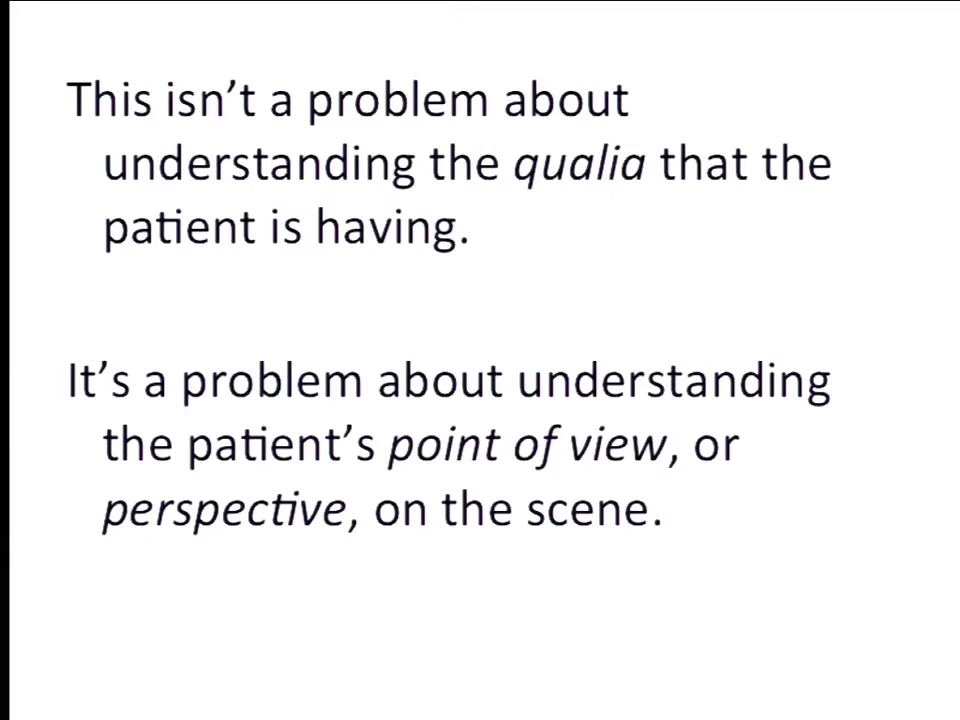 This isn’t a problem about
understanding the qualia that the
patient is having.
It’s a problem about understanding
the patient’s point of view, or
perspective, on the scene.